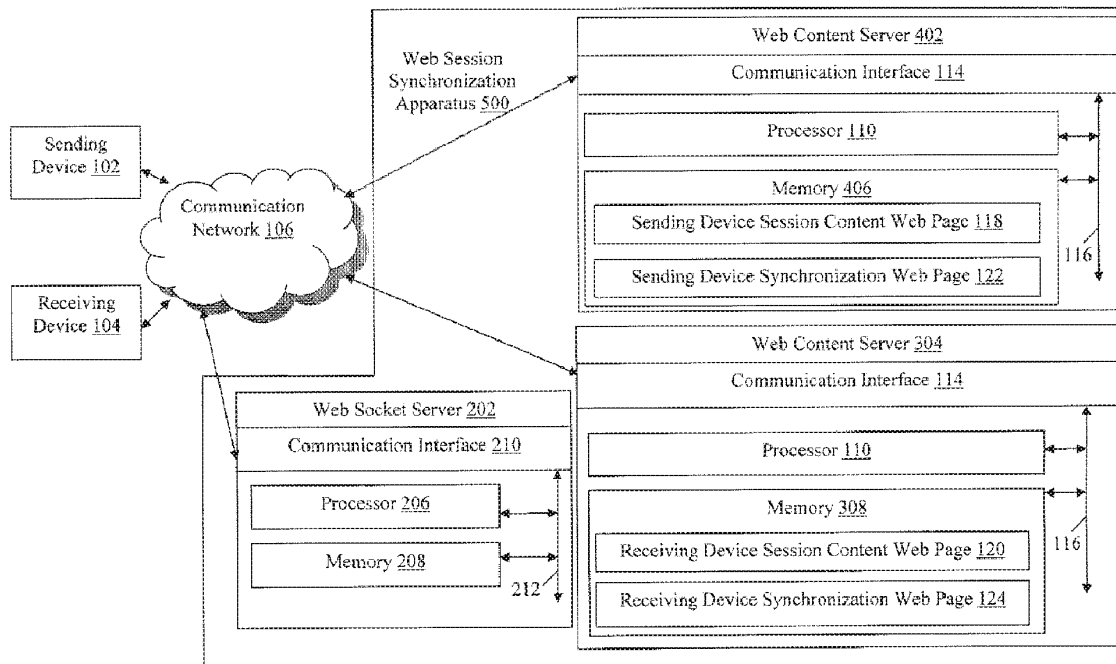 Web Content Server 402
Communication Interface 114
Web Session
Synchronization
Apparatus 500
Processor 110
Sending
Device 102
Memory 406
Communication
Network 106
Sending Device Session Content Web Page 118
116
Sending Device Synchronization Web Page 122
Receiving
Device 104
Web Content Server 304
Communication Interface 114
Web Socket Server 202
Communication Interface 210
Processor 110
Processor 206
Memory 308
Memory 208
Receiving Device Session Content Web Page 120
116
212
Receiving Device Synchronization Web Page 124